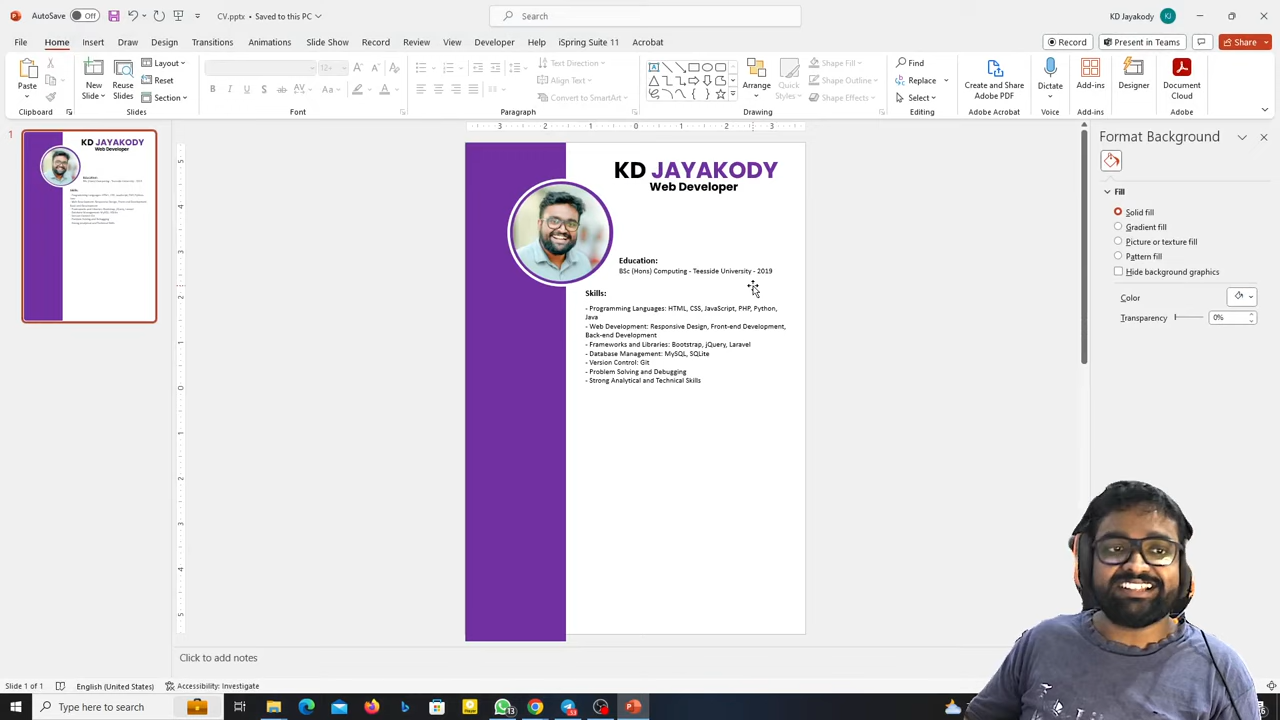 AutoSave Off CV.pptx • Saved to this PC Search KD Jayakody KJ
File Home Insert Draw Design Transitions Animations Slide Show Record Review View Developer Help iSpring Suite 11 Acrobat Record Present in Teams Share
Paste New Slide Reuse Slides Layout Reset Section 12+ Text Direction Align Text Convert to SmartArt Arrange Quick Styles Shape Fill Shape Outline Shape Effects Find Replace Select Create and Share Adobe PDF Dictate Add-ins Designer Document Cloud
Clipboard Slides Font Paragraph Drawing Editing Adobe Acrobat Voice Add-ins Adobe
1
KD JAYAKODY
Web Developer
KD JAYAKODY
Web Developer
Education:
BSc (Hons) Computing - Teesside University - 2019
Skills:
- Programming Languages: HTML, CSS, JavaScript, PHP, Python,
Java
- Web Development: Responsive Design, Front-end Development,
Back-end Development
- Frameworks and Libraries: Bootstrap, jQuery, Laravel
- Database Management: MySQL, SQLite
- Version Control: Git
- Problem Solving and Debugging
- Strong Analytical and Technical Skills
Format Background
Fill
Solid fill
Gradient fill
Picture or texture fill
Pattern fill
Hide background graphics
Color
Transparency 0%
Click to add notes
Slide 1 of 1 English (United States) Accessibility: Investigate
Type here to search